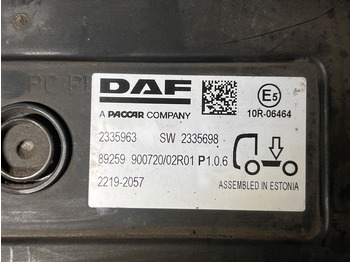 DAF
A PACCAR COMPANY
E5
10R-06464
2335963 SW 2335698
89259 900720/02R01 P1.0.6
2219-2057
ASSEMBLED IN ESTONIA